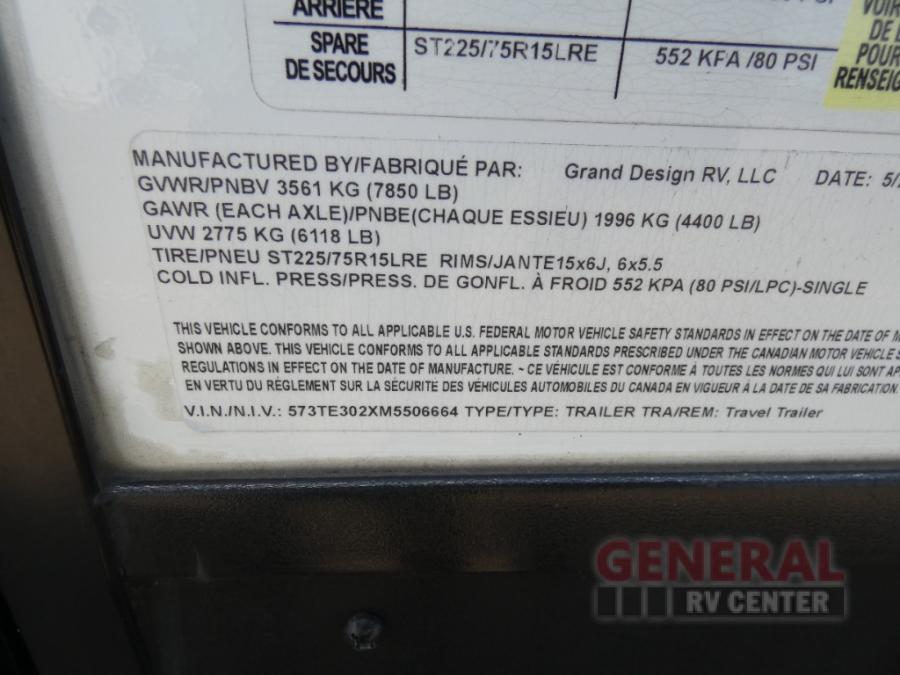 ARRIÈRE
SPARE ST225/75R15LRE 552 KPA /80 PSI
DE SECOURS
VOIR
DE L
POUR
RENSEIG
MANUFACTURED BY/FABRIQUÉ PAR: Grand Design RV, LLC DATE: 5/2
GVWR/PNBV 3561 KG (7850 LB)
GAWR (EACH AXLE)/PNBE(CHAQUE ESSIEU) 1996 KG (4400 LB)
UVW 2775 KG (6118 LB)
TIRE/PNEU ST225/75R15LRE RIMS/JANTE15x6J, 6x5.5
COLD INFL. PRESS/PRESS. DE GONFL. À FROID 552 KPA (80 PSI/LPC)-SINGLE
THIS VEHICLE CONFORMS TO ALL APPLICABLE U.S. FEDERAL MOTOR VEHICLE SAFETY STANDARDS IN EFFECT ON THE DATE OF M
SHOWN ABOVE. THIS VEHICLE CONFORMS TO ALL APPLICABLE STANDARDS PRESCRIBED UNDER THE CANADIAN MOTOR VEHICLE S
REGULATIONS IN EFFECT ON THE DATE OF MANUFACTURE. ~ CE VÉHICULE EST CONFORME À TOUTES LES NORMES QUI LUI SONT AP
EN VERTU DU RÈGLEMENT SUR LA SÉCURITÉ DES VÉHICULES AUTOMOBILES DU CANADA EN VIGUEUR À LA DATE DE SA FABRICATION.
V.I.N./N.I.V.: 573TE302XM5506664 TYPE/TYPE: TRAILER TRA/REM: Travel Trailer
GENERAL
RV CENTER